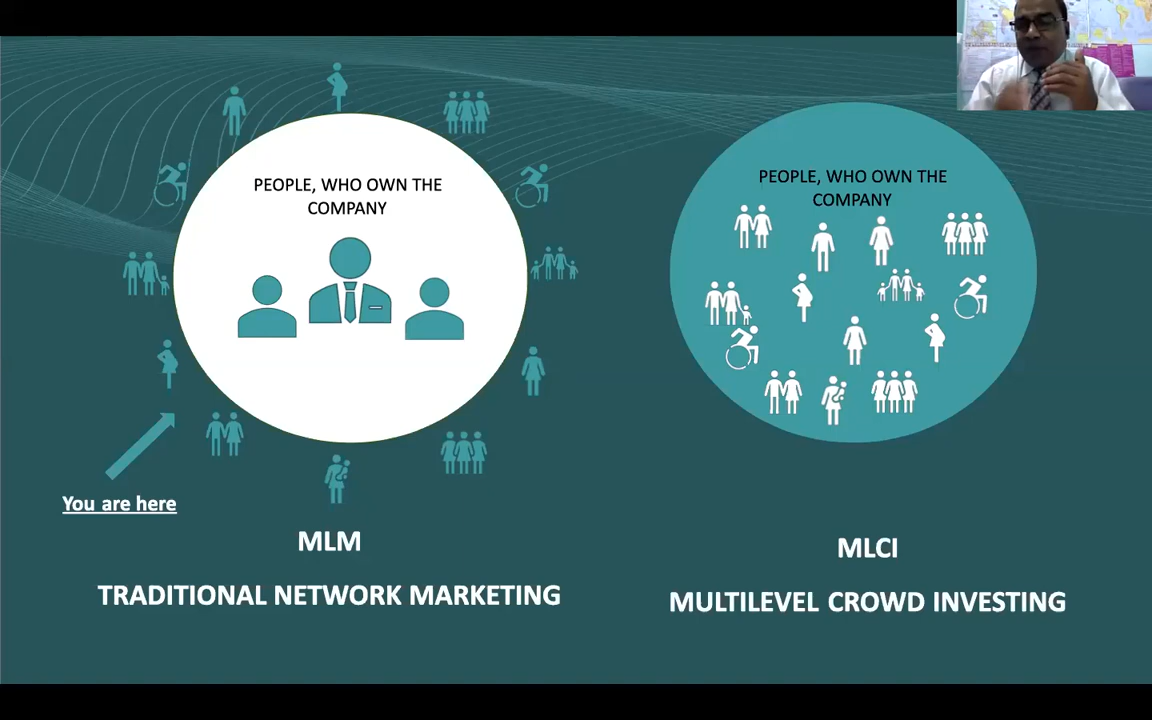 PEOPLE, WHO OWN THE
COMPANY
You are here
MLM
TRADITIONAL NETWORK MARKETING
PEOPLE, WHO OWN THE
COMPANY
MLCI
MULTILEVEL CROWD INVESTING